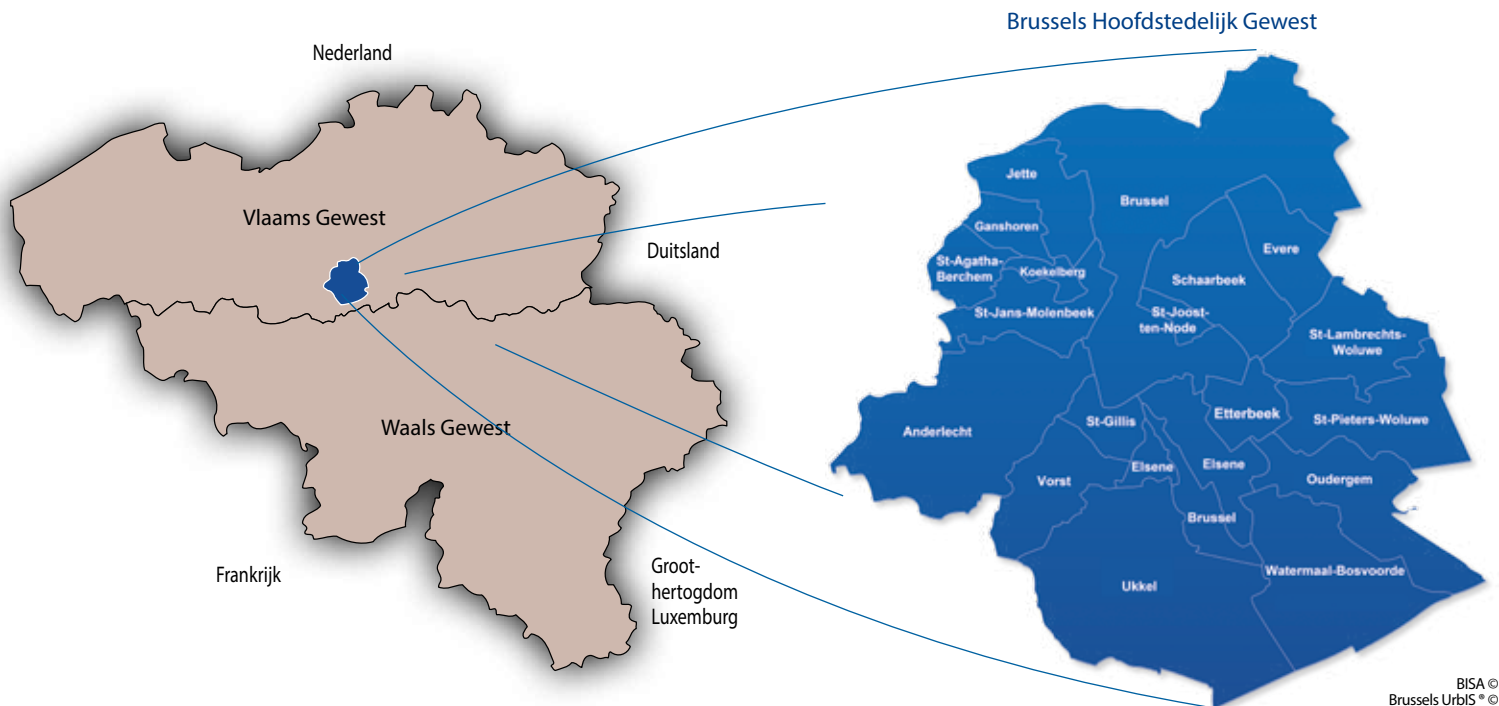 Brussels Hoofdstedelijk Gewest
Nederland
Vlaams Gewest
Duitsland
Waals Gewest
Frankrijk
Groot-
hertogdom
Luxemburg
Jette
Brussel
Ganshoren
Evere
St-Agatha-
Berchem
Koekelberg
Schaarbeek
St-Jans-Molenbeek
St-Joost-
ten-Node
St-Lambrechts-
Woluwe
Anderlecht
St-Gillis
Etterbeek
St-Pieters-Woluwe
Vorst
Elsene
Elsene
Oudergem
Brussel
Ukkel
Watermaal-Bosvoorde
BISA ©
Brussels UrbIS ® ©